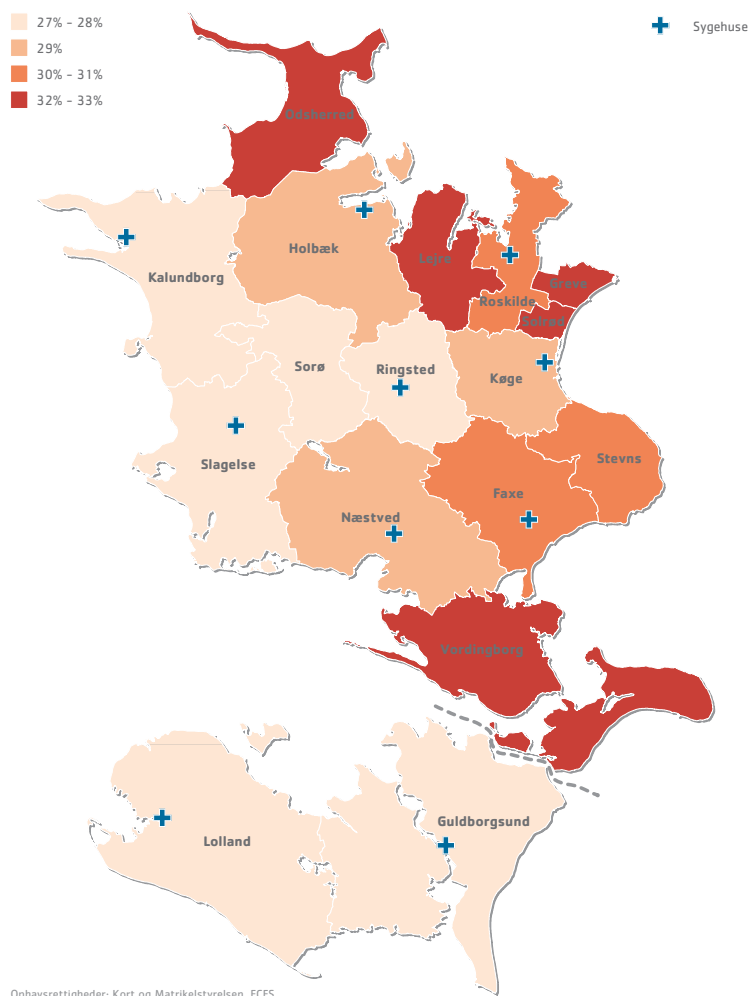 27% - 28%
29%
30% - 31%
32% - 33%
Sygehuse
Odsherred
Holbæk
Kalundborg
Lejre
Greve
Roskilde
Solrød
Sorø
Ringsted
Køge
Slagelse
Stevns
Faxe
Næstved
Vordingborg
Guldborgsund
Lolland
Ophavsrettigheder: Kort og Matrikelstyrelsen, ECES